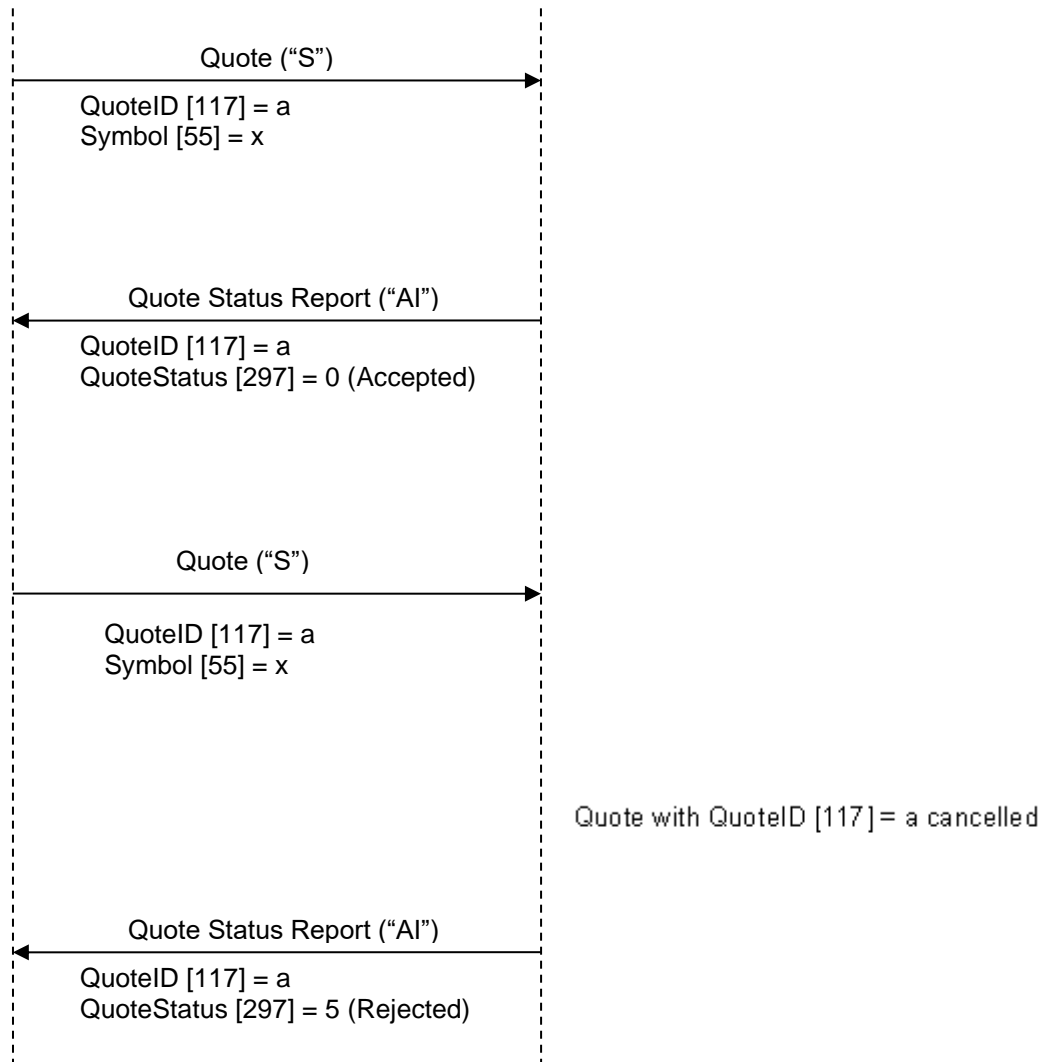 Quote (“S”)
QuoteID [117] = a
Symbol [55] = x
Quote Status Report (“AI”)
QuoteID [117] = a
QuoteStatus [297] = 0 (Accepted)
Quote (“S”)
QuoteID [117] = a
Symbol [55] = x
Quote with QuoteID [117] = a cancelled
Quote Status Report (“AI”)
QuoteID [117] = a
QuoteStatus [297] = 5 (Rejected)